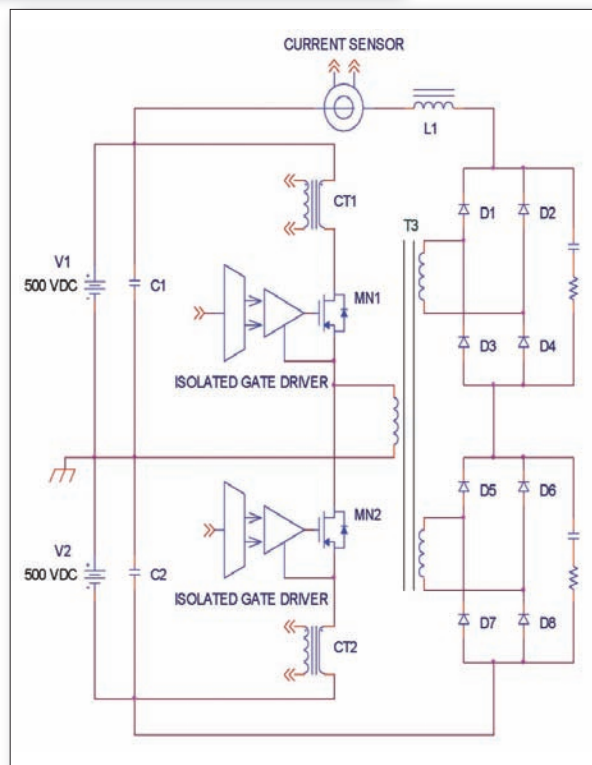 CURRENT SENSOR
L1
CT1
T3
D1
D2
V1
500 VDC
C1
MN1
D3
D4
ISOLATED GATE DRIVER
D5
D6
MN2
V2
500 VDC
C2
ISOLATED GATE DRIVER
D7
D8
CT2